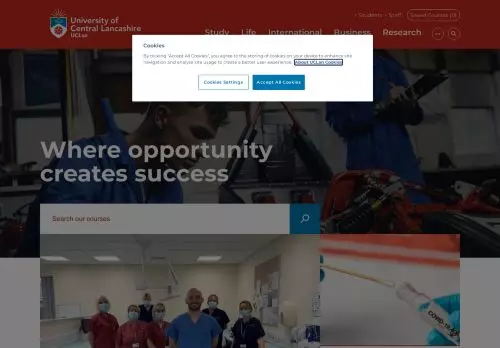 University of
Central Lancashire
UCLan
Students
Staff
Saved Courses (0)
Study
Life
International
Business
Research
Cookies
By clicking "Accept All Cookies", you agree to the storing of cookies on your device to enhance site
navigation and analyse site usage to create a better user experience. About UCLan Cookies
Cookies Settings
Accept All Cookies
Where opportunity
creates success
Search our courses